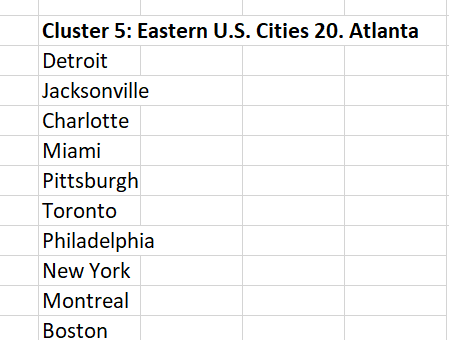 Cluster 5: Eastern U.S. Cities 20. Atlanta
Detroit
Jacksonville
Charlotte
Miami
Pittsburgh
Toronto
Philadelphia
New York
Montreal
Boston